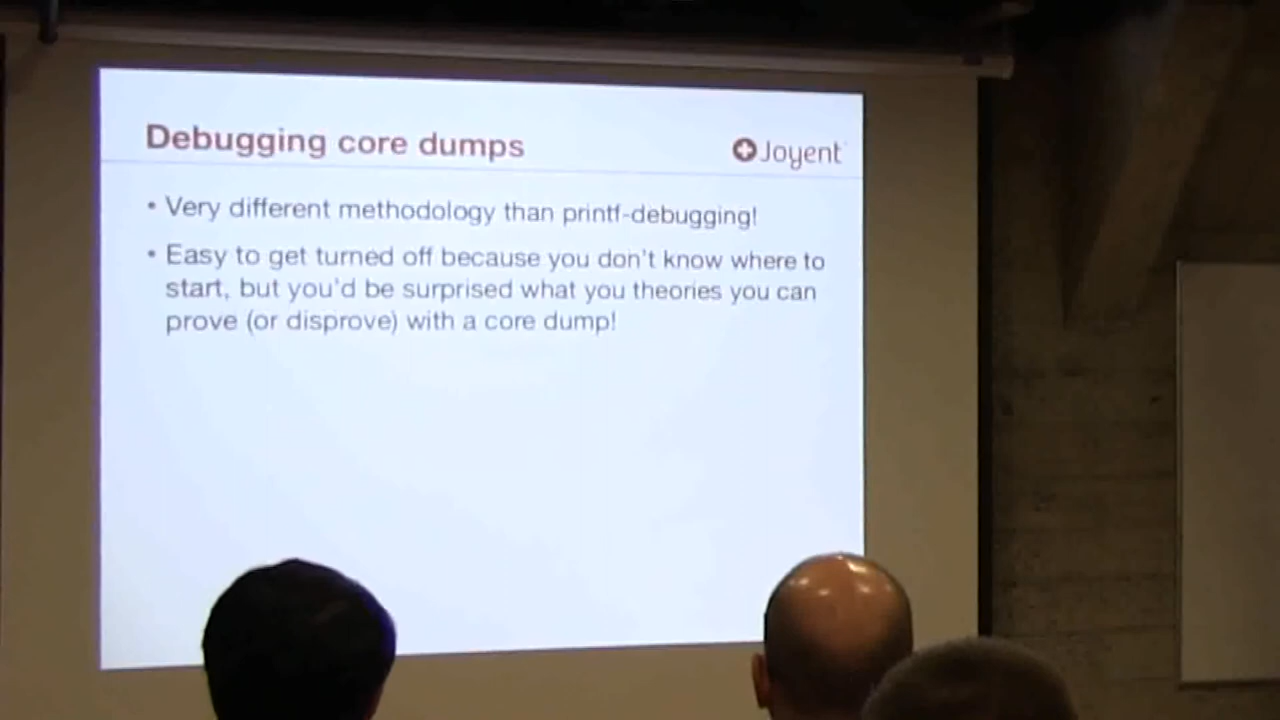 Debugging core dumps
Joyent
• Very different methodology than printf-debugging!
• Easy to get turned off because you don't know where to
start, but you'd be surprised what you theories you can
prove (or disprove) with a core dump!